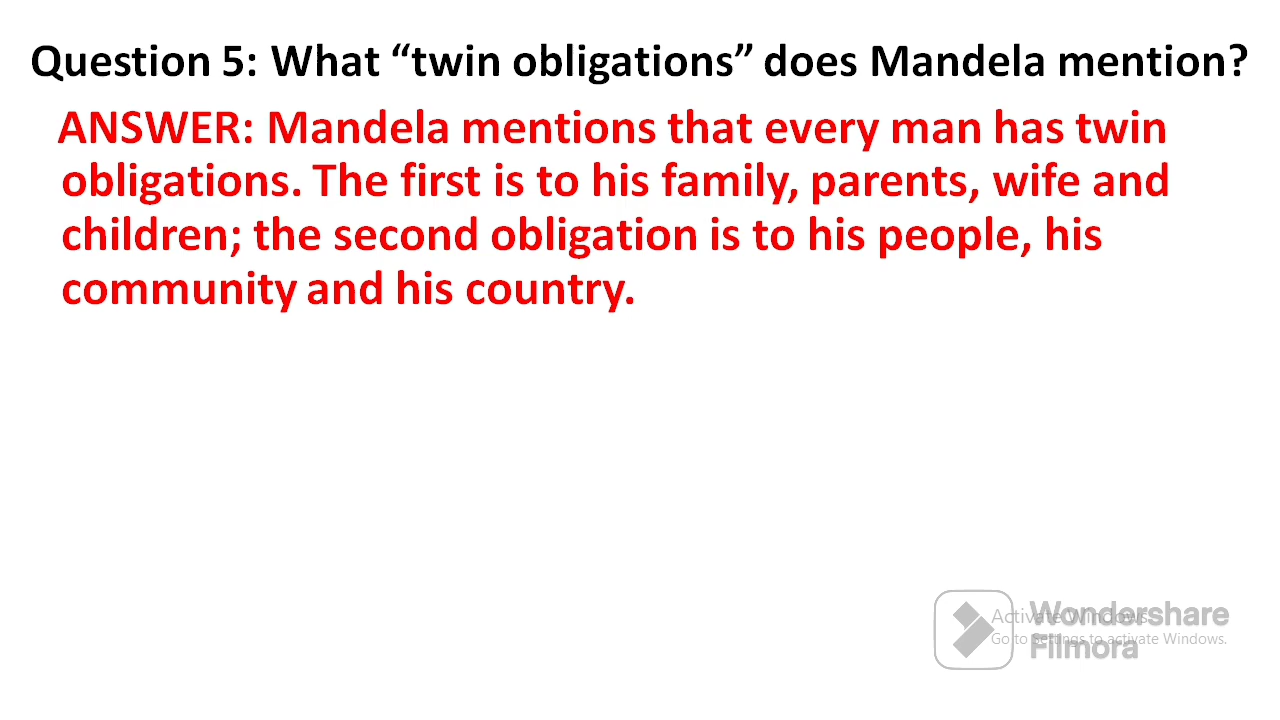 Question 5: What “twin obligations” does Mandela mention?
ANSWER: Mandela mentions that every man has twin
obligations. The first is to his family, parents, wife and
children; the second obligation is to his people, his
community and his country.
Activate Windows
Go to Settings to activate Windows.
Wondershare
Filmora